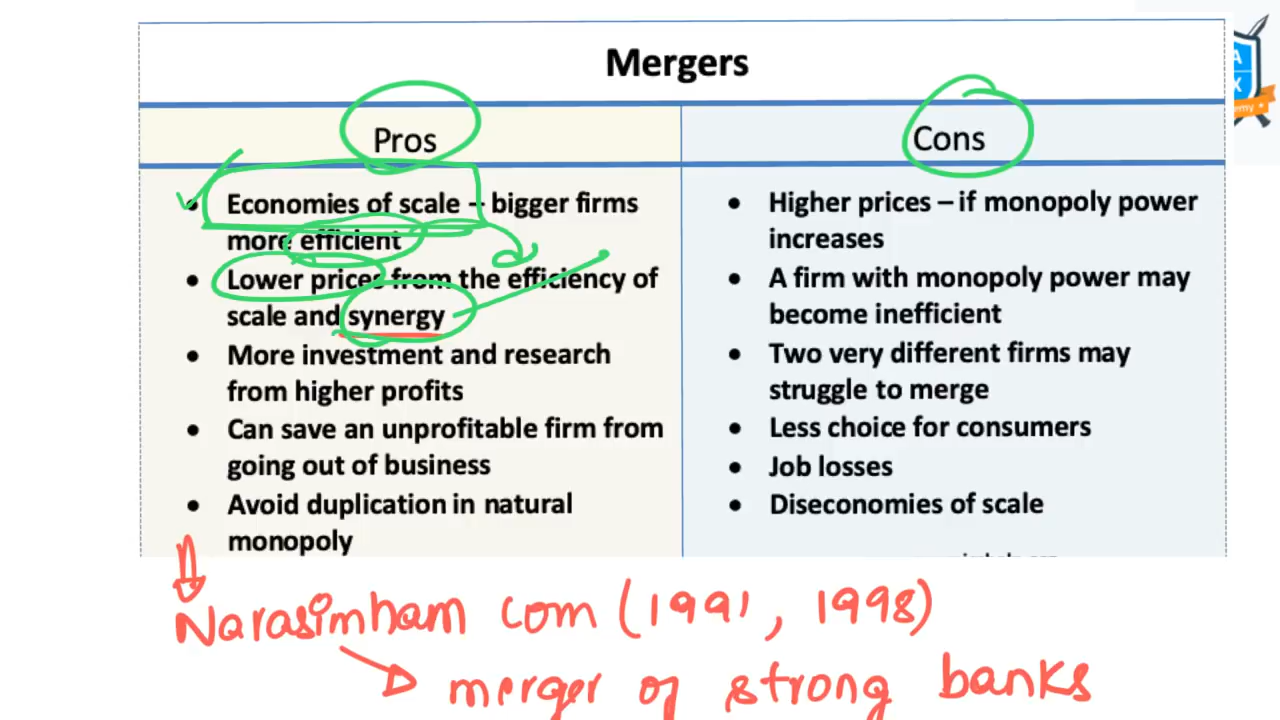 Mergers
Pros
Cons
• Economies of scale – bigger firms
more efficient
• Lower prices from the efficiency of
scale and synergy
• More investment and research
from higher profits
• Can save an unprofitable firm from
going out of business
• Avoid duplication in natural
monopoly
• Higher prices – if monopoly power
increases
• A firm with monopoly power may
become inefficient
• Two very different firms may
struggle to merge
• Less choice for consumers
• Job losses
• Diseconomies of scale
Narasimham com (1991, 1998)
merger of strong banks
A
X